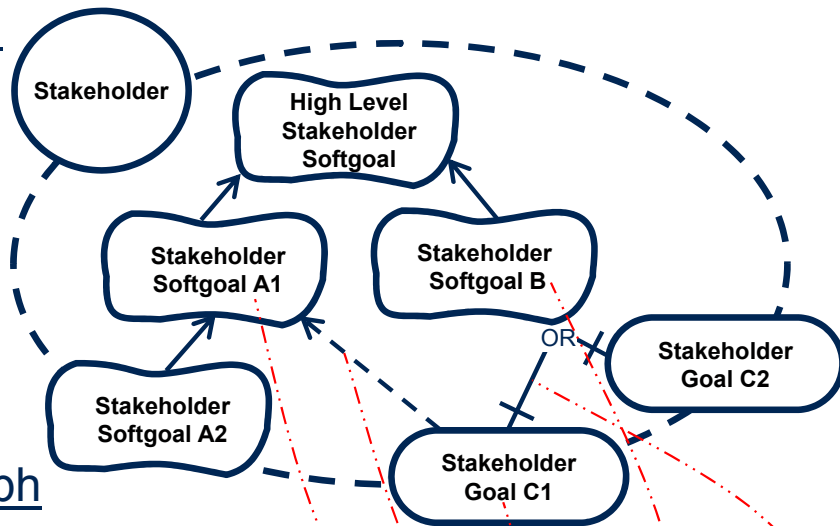 Stakeholder
High Level
Stakeholder
Softgoal
Stakeholder
Softgoal A1
Stakeholder
Softgoal B
OR
Stakeholder
Goal C2
Stakeholder
Softgoal A2
Stakeholder
Goal C1
ph